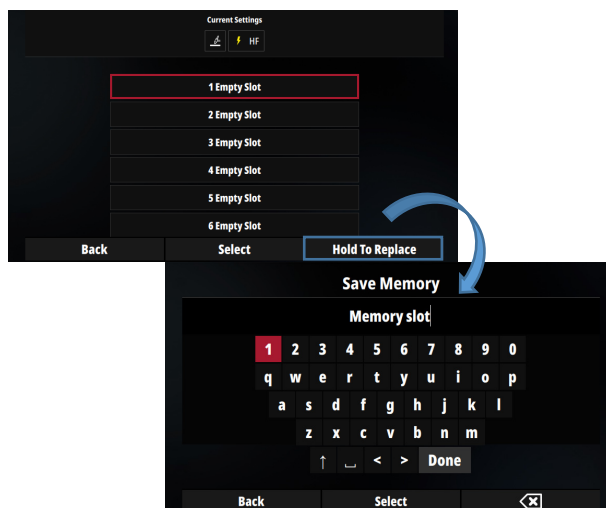 Current Settings
HF
1 Empty Slot
2 Empty Slot
3 Empty Slot
4 Empty Slot
5 Empty Slot
6 Empty Slot
Back Select Hold To Replace
Save Memory
Memory slot
1 2 3 4 5 6 7 8 9 0
q w e r t y u i o p
a s d f g h j k l
z x c v b n m
↑ ⎵ < > Done
Back Select ⌫